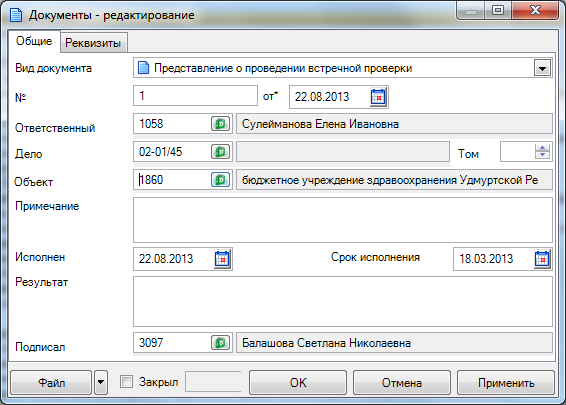 Документы - редактирование
Общие Реквизиты
Вид документа Представление о проведении встречной проверки
№ 1 от* 22.08.2013
Ответственный 1058 Сулейманова Елена Ивановна
Дело 02-01/45 Том
Объект 1860 бюджетное учреждение здравоохранения Удмуртской Ре
Примечание
Исполнен 22.08.2013 Срок исполнения 18.03.2013
Результат
Подписал 3097 Балашова Светлана Николаевна
Файл Закрыл OK Отмена Применить